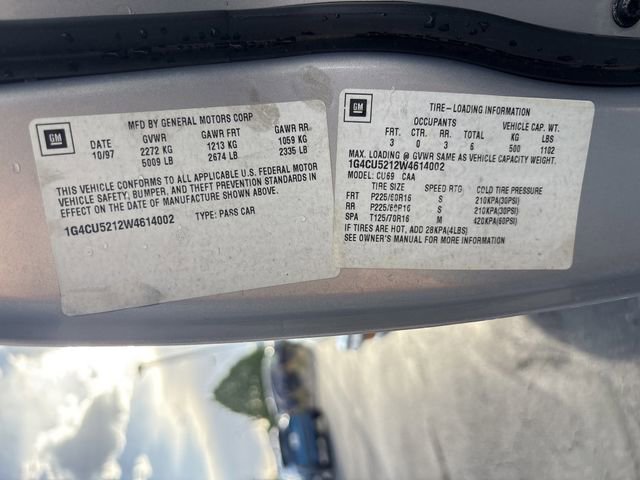 GM
MFD BY GENERAL MOTORS CORP
DATE GVWR GAWR FRT GAWR RR
10/97 2272 KG 1213 KG 1059 KG
5009 LB 2674 LB 2335 LB
THIS VEHICLE CONFORMS TO ALL APPLICABLE U.S. FEDERAL MOTOR
VEHICLE SAFETY, BUMPER, AND THEFT PREVENTION STANDARDS IN
EFFECT ON THE DATE OF MANUFACTURE SHOWN ABOVE.
1G4CU5212W4614002 TYPE: PASS CAR
GM
TIRE-LOADING INFORMATION
OCCUPANTS VEHICLE CAP. WT.
FRT. CTR. RR. TOTAL KG LBS
3 0 3 6 500 1102
MAX. LOADING @ GVWR SAME AS VEHICLE CAPACITY WEIGHT.
1G4CU5212W4614002
MODEL: CU69 CAA
TIRE SIZE SPEED RTG COLD TIRE PRESSURE
FRT P225/60R16 S 210KPA(30PSI)
RR P225/60R16 S 210KPA(30PSI)
SPA T125/70R16 M 420KPA(60PSI)
IF TIRES ARE HOT, ADD 28KPA(4LBS)
SEE OWNER'S MANUAL FOR MORE INFORMATION